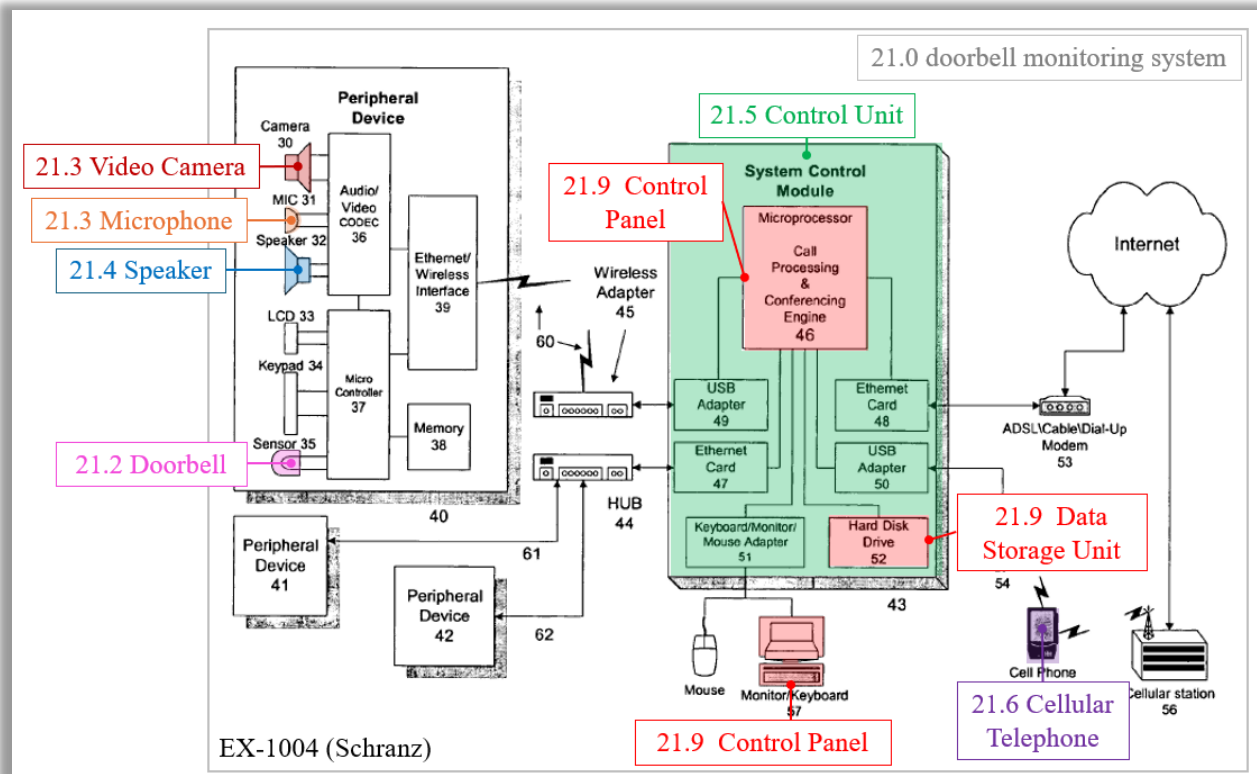 21.0 doorbell monitoring system
Peripheral
Device
Camera
30
21.3 Video Camera
MIC 31
21.3 Microphone
Speaker 32
21.4 Speaker
Audio/
Video
CODEC
36
Ethernet/
Wireless
Interface
39
LCD 33
Keypad 34
Micro
Controller
37
Memory
38
Sensor 35
21.2 Doorbell
40
Wireless
Adapter
45
60
HUB
44
Peripheral
Device
41
61
Peripheral
Device
42
62
21.5 Control Unit
System Control
Module
21.9 Control
Panel
Microprocessor
Call
Processing
&
Conferencing
Engine
46
USB
Adapter
49
Ethernet
Card
48
Ethernet
Card
47
USB
Adapter
50
Keyboard/Monitor/
Mouse Adapter
51
Hard Disk
Drive
52
21.9 Data
Storage Unit
43
54
Internet
ADSL\Cable\Dial-Up
Modem
53
Mouse
Monitor/Keyboard
57
21.9 Control Panel
Cell Phone
21.6 Cellular
Telephone
Cellular station
56
EX-1004 (Schranz)